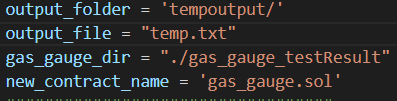 output_folder = 'tempoutput/'
output_file = "temp.txt"
gas_gauge_dir = "./gas_gauge_testResult"
new_contract_name = 'gas_gauge.sol'